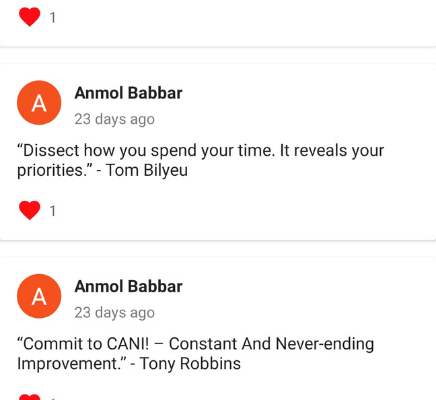 1
A
Anmol Babbar
23 days ago
“Dissect how you spend your time. It reveals your
priorities.” - Tom Bilyeu
1
A
Anmol Babbar
23 days ago
“Commit to CANI! – Constant And Never-ending
Improvement.” - Tony Robbins